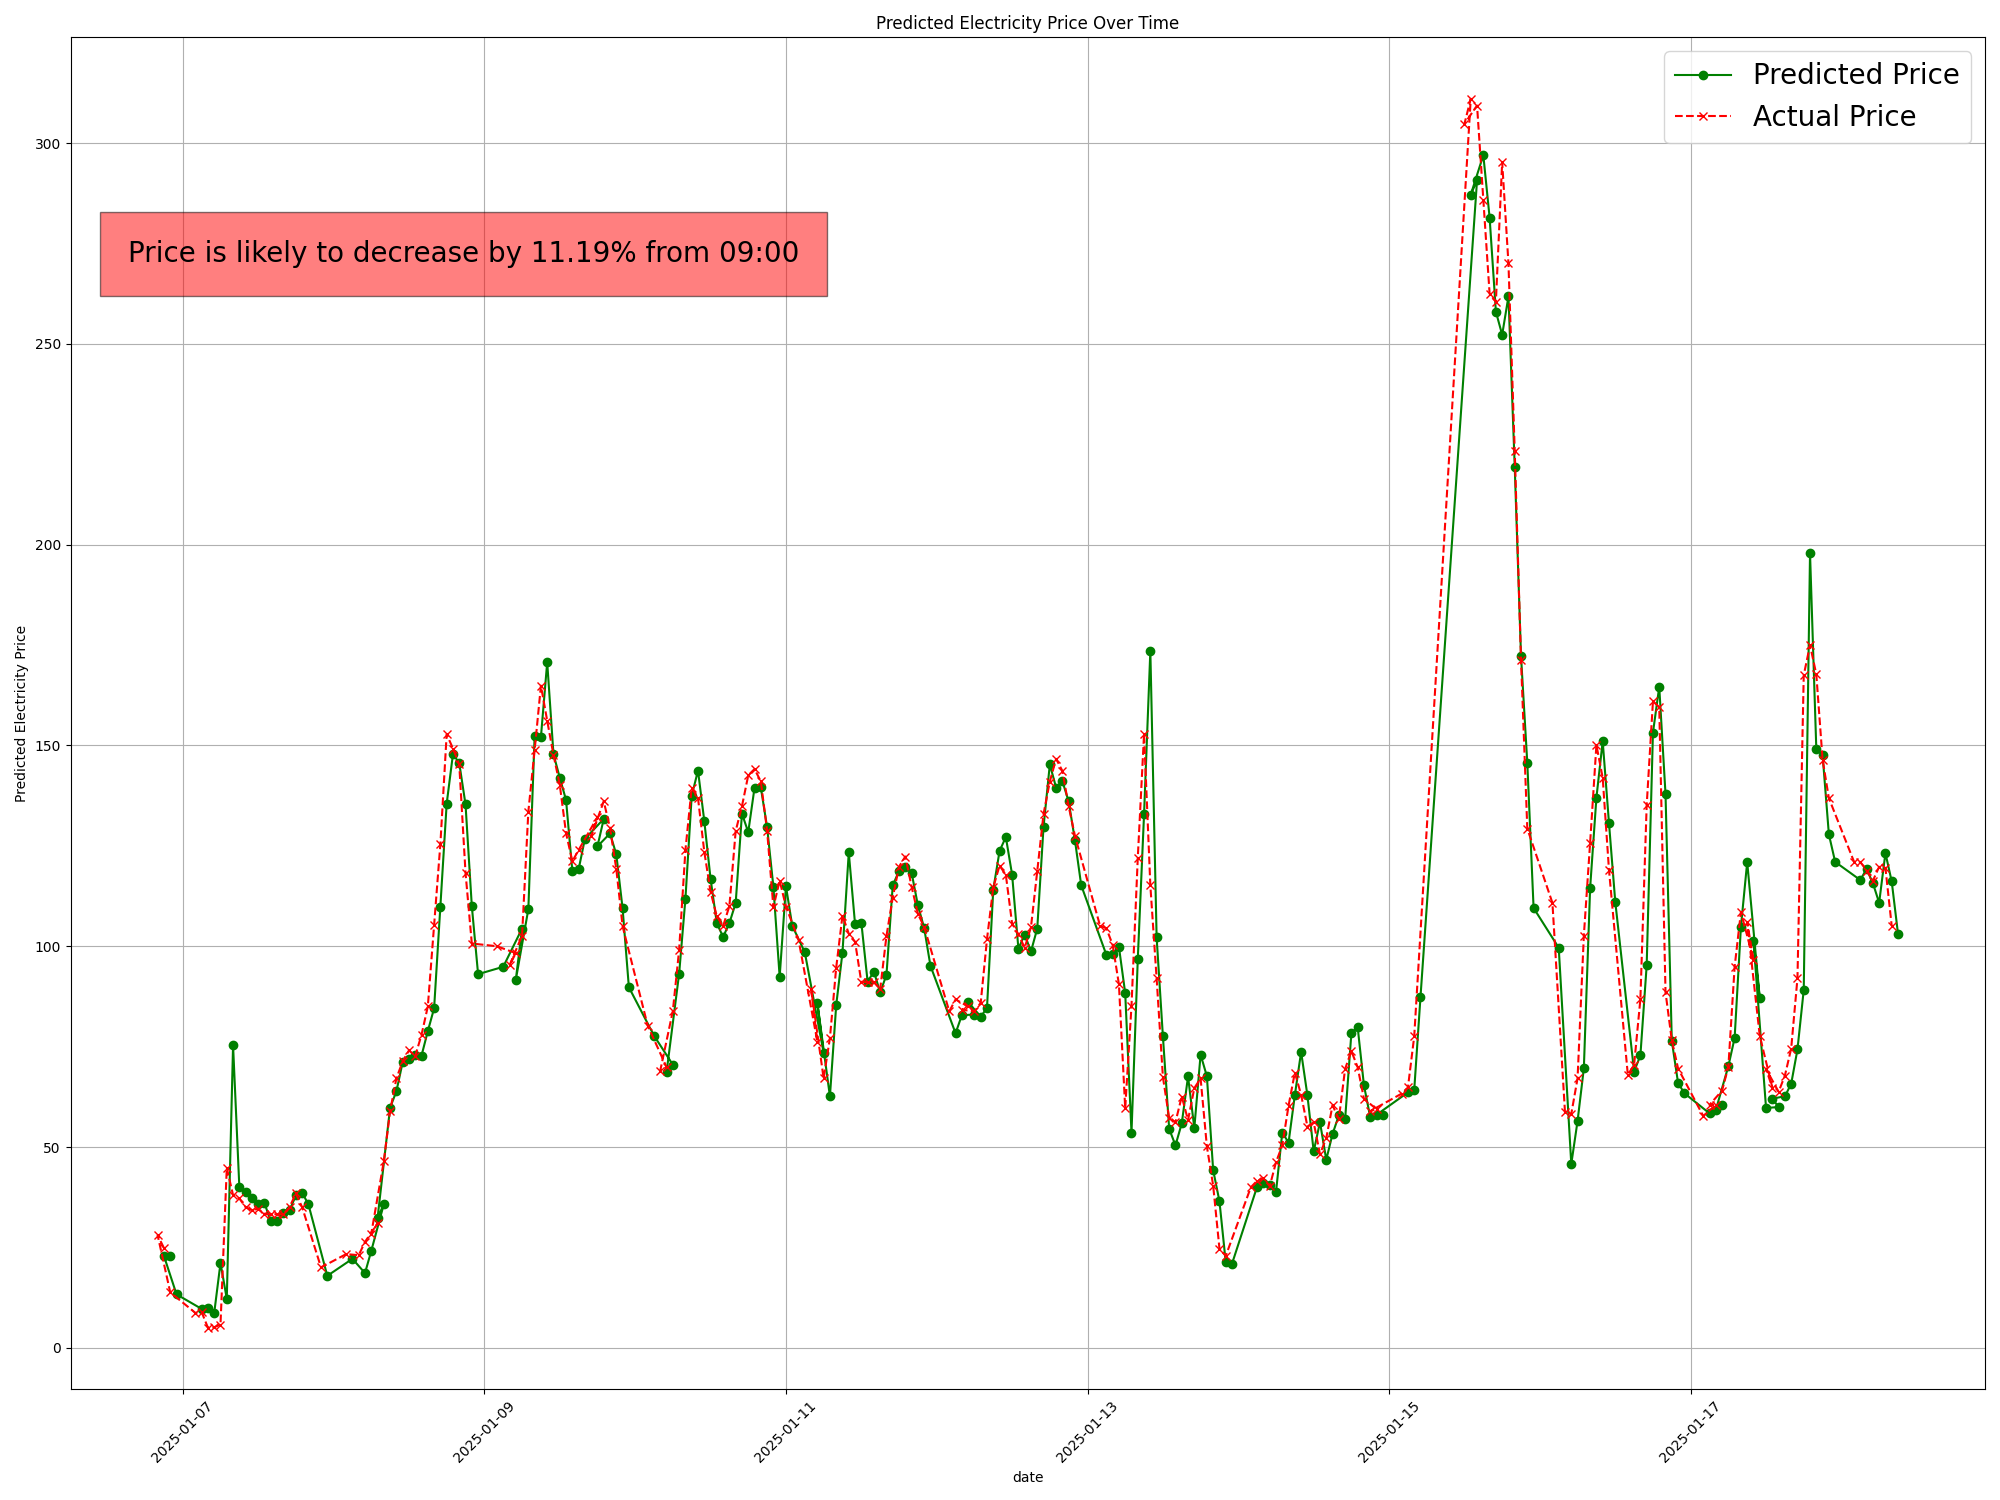 Predicted Electricity Price Over Time
Predicted Price
Actual Price
Price is likely to decrease by 11.19% from 09:00
Predicted Electricity Price
300
250
200
150
100
50
0
2025-01-07
2025-01-09
2025-01-11
2025-01-13
2025-01-15
2025-01-17
date